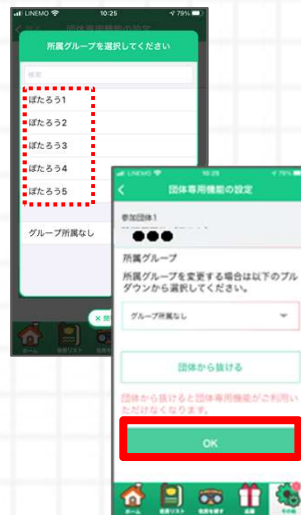 LINEMO 10:25 79%
所属グループを選択してください
検索
ぽたろう1
ぽたろう2
ぽたろう3
ぽたろう4
ぽたろう5
グループ所属なし
LINEMO 10:25 79%
団体専用機能の設定
参加団体1
所属グループ
所属グループを変更する場合は以下のプル
ダウンから選択してください。
グループ所属なし
団体から抜ける
団体から抜けると団体専用機能がご利用い
ただけなくなります。
OK
ホーム